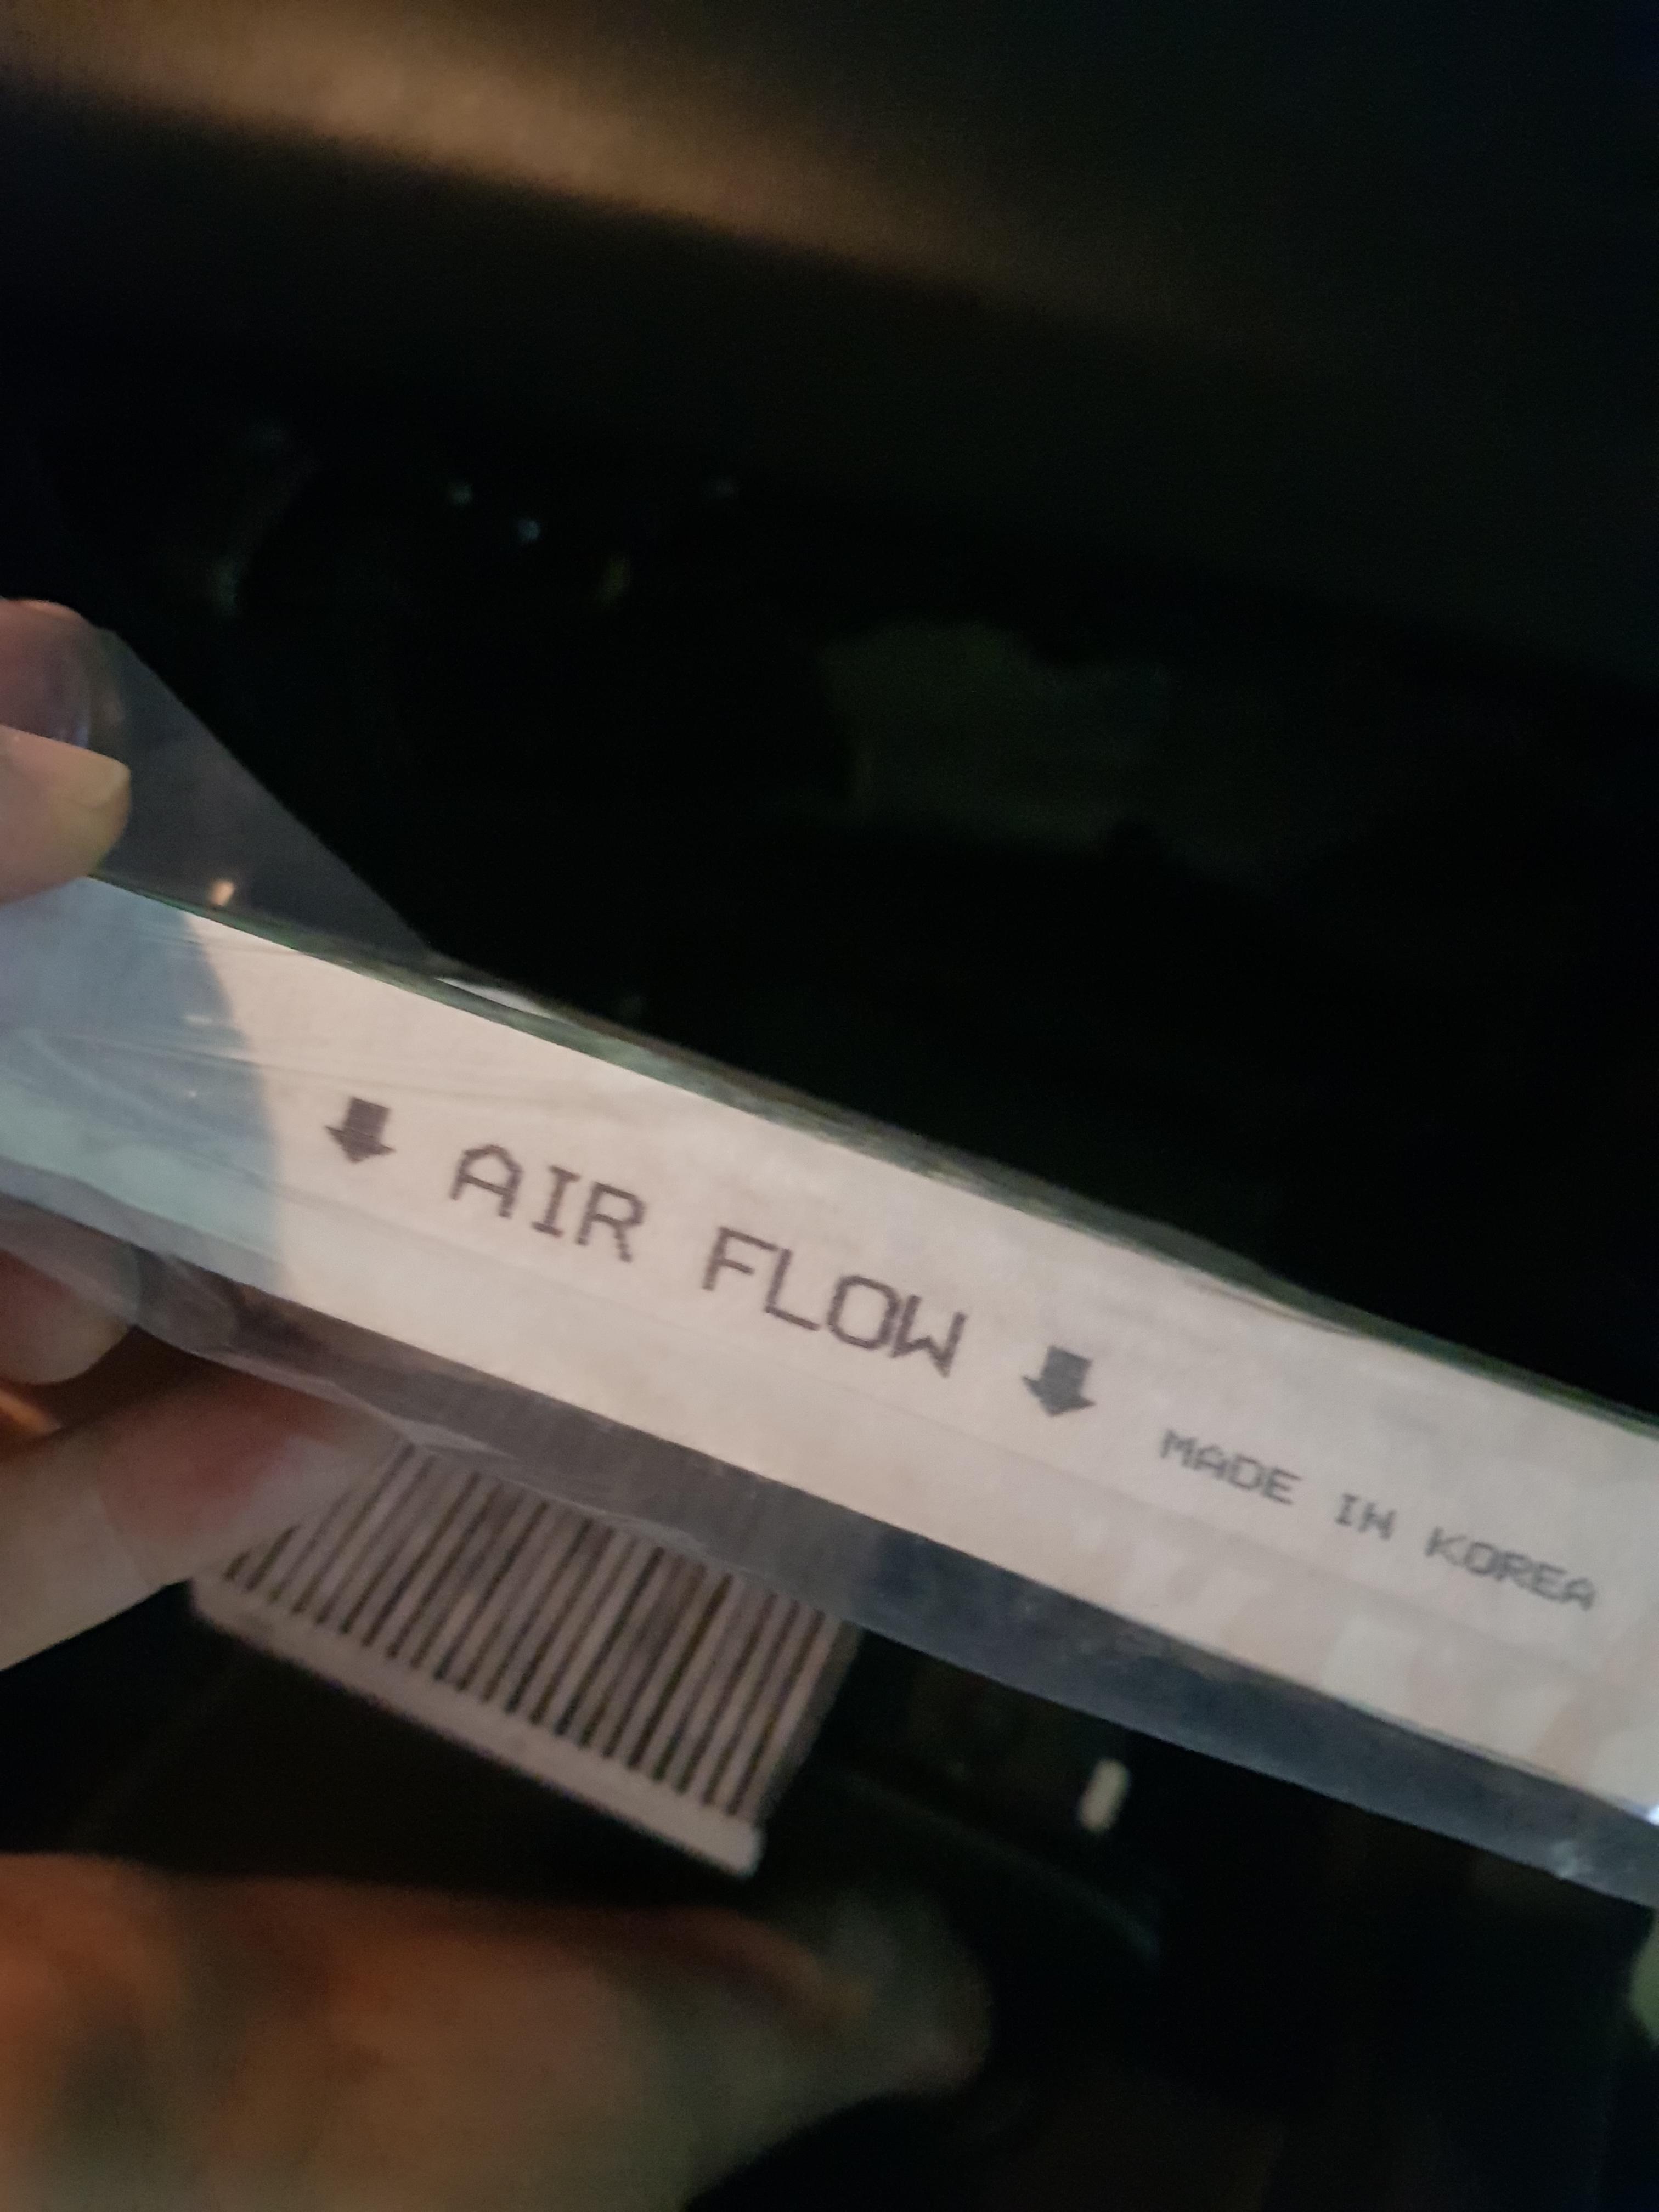 ↓ AIR FLOW ↓ MADE IN KOREA